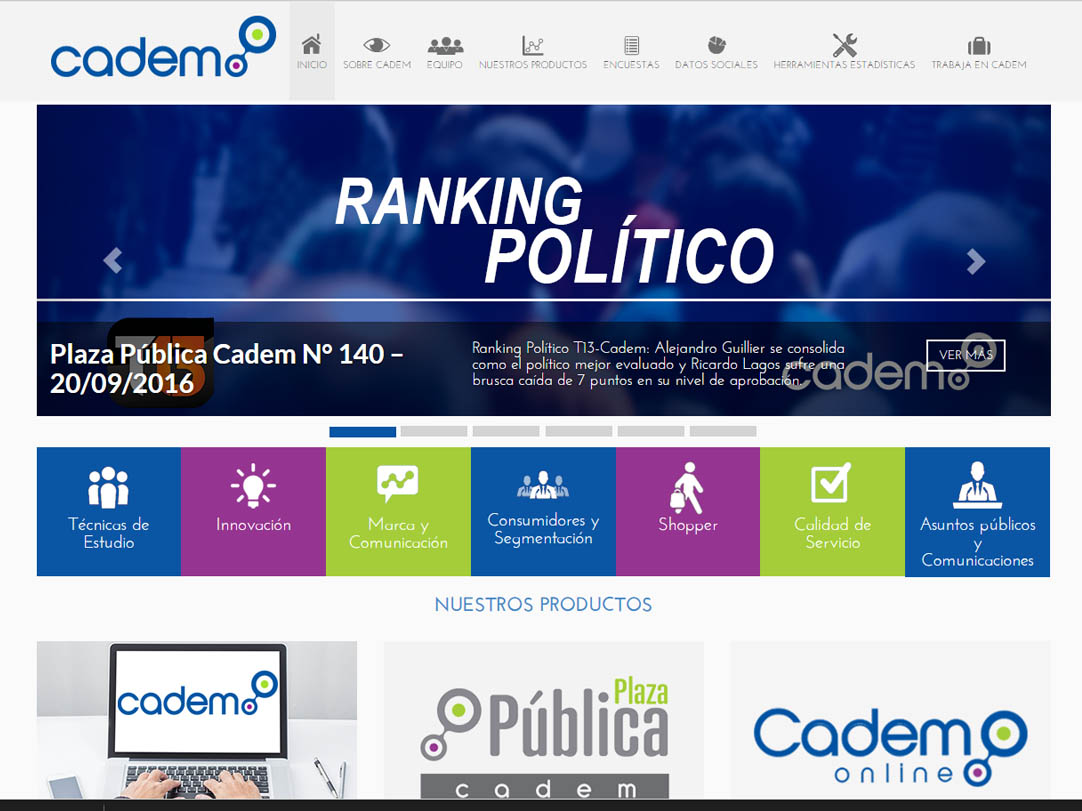 cadem
INICIO
SOBRE CADEM
EQUIPO
NUESTROS PRODUCTOS
ENCUESTAS
DATOS SOCIALES
HERRAMIENTAS ESTADÍSTICAS
TRABAJA EN CADEM
RANKING
POLÍTICO
T13
Plaza Pública Cadem N° 140 –
20/09/2016
Ranking Político T13-Cadem: Alejandro Guillier se consolida
como el político mejor evaluado y Ricardo Lagos sufre una
brusca caída de 7 puntos en su nivel de aprobación.
cadem
VER MÁS
Técnicas de
Estudio
Innovación
Marca y
Comunicación
Consumidores y
Segmentación
Shopper
Calidad de
Servicio
Asuntos públicos
y
Comunicaciones
NUESTROS PRODUCTOS
cadem
Plaza
Pública
cadem
Cadem
online